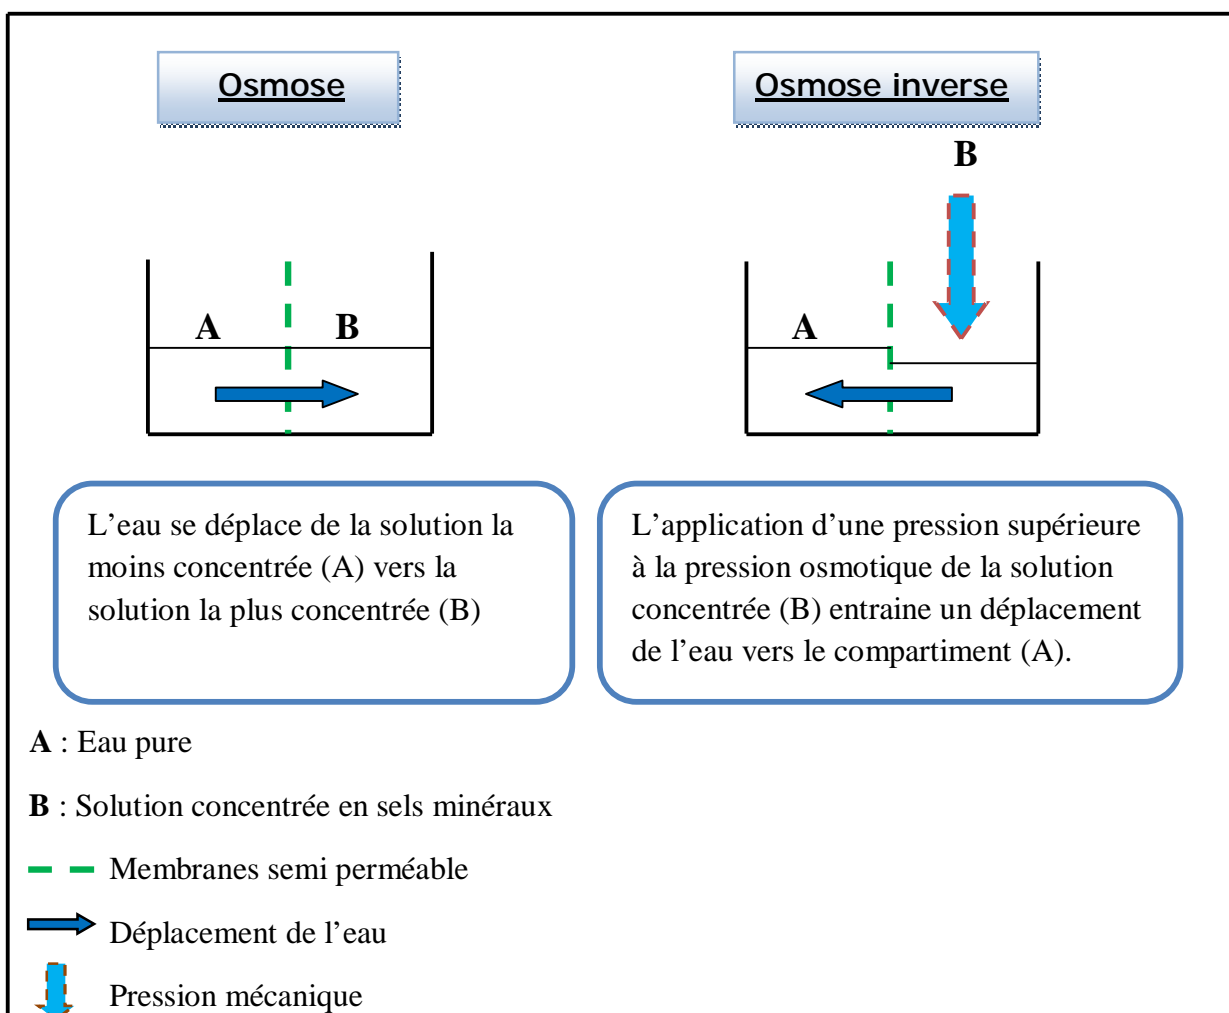 Osmose
Osmose inverse
B
A
B
A
L’eau se déplace de la solution la
moins concentrée (A) vers la
solution la plus concentrée (B)
L’application d’une pression supérieure
à la pression osmotique de la solution
concentrée (B) entraine un déplacement
de l’eau vers le compartiment (A).
A : Eau pure
B : Solution concentrée en sels minéraux
Membranes semi perméable
Déplacement de l’eau
Pression mécanique